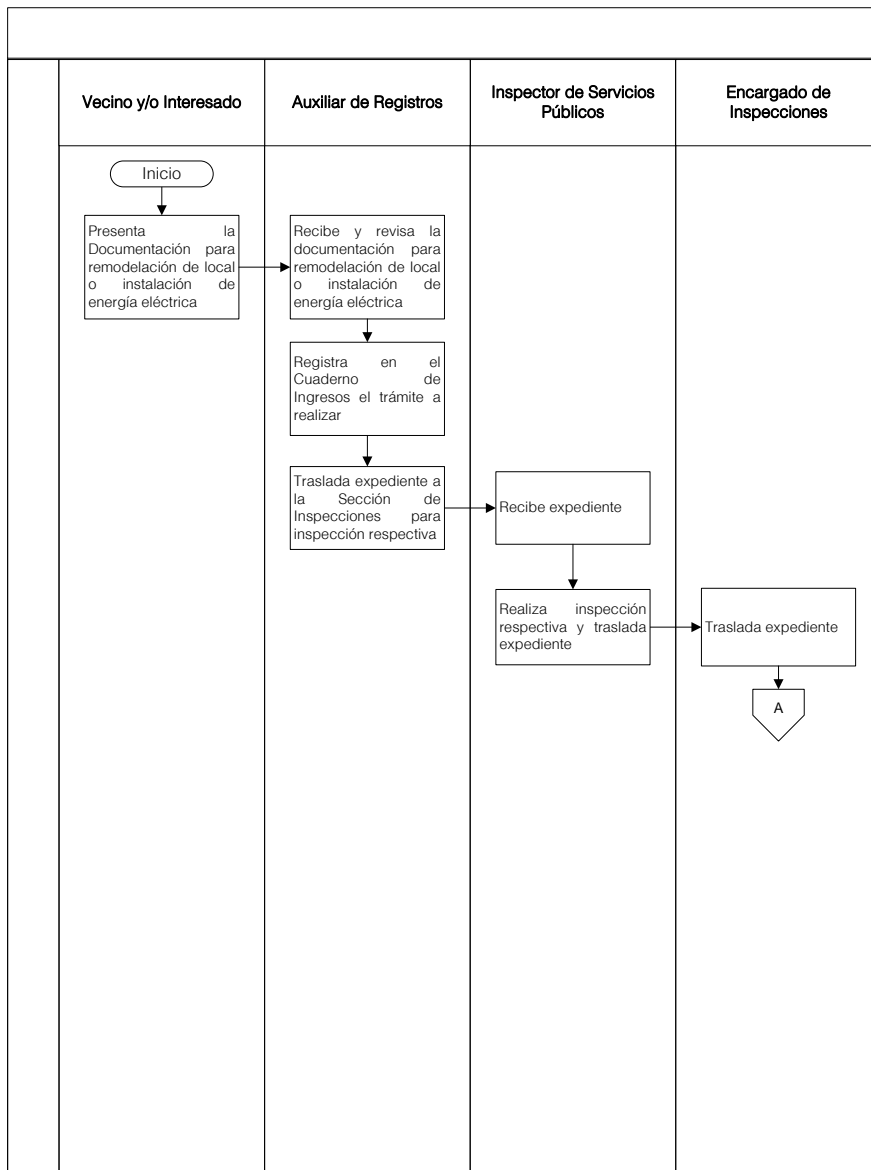 Vecino y/o Interesado
Auxiliar de Registros
Inspector de Servicios
Públicos
Encargado de
Inspecciones
Inicio
Presenta la
Documentación para
remodelación de local
o instalación de
energía eléctrica
Recibe y revisa la
documentación para
remodelación de local
o instalación de
energía eléctrica
Registra en el
Cuaderno de
Ingresos el trámite a
realizar
Traslada expediente a
la Sección de
Inspecciones para
inspección respectiva
Recibe expediente
Realiza inspección
respectiva y traslada
expediente
Traslada expediente
A